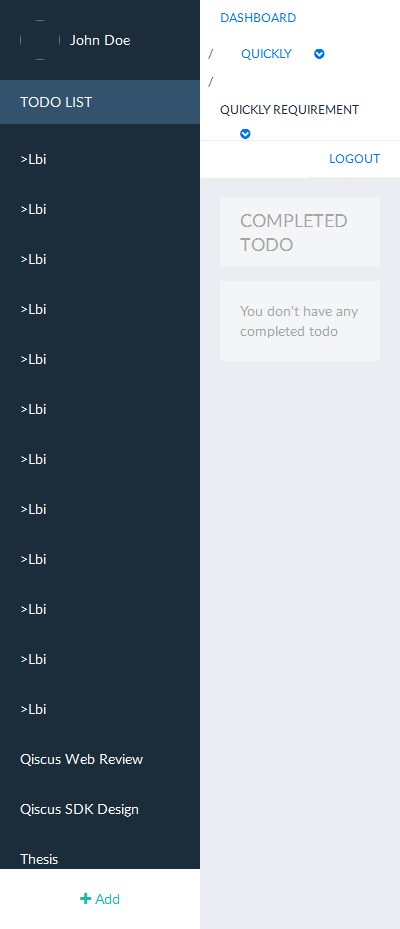 John Doe
TODO LIST
>Lbi
>Lbi
>Lbi
>Lbi
>Lbi
>Lbi
>Lbi
>Lbi
>Lbi
>Lbi
>Lbi
>Lbi
Qiscus Web Review
Qiscus SDK Design
Thesis
Add
DASHBOARD
/ QUICKLY
/
QUICKLY REQUIREMENT
LOGOUT
COMPLETED
TODO
You don't have any
completed todo